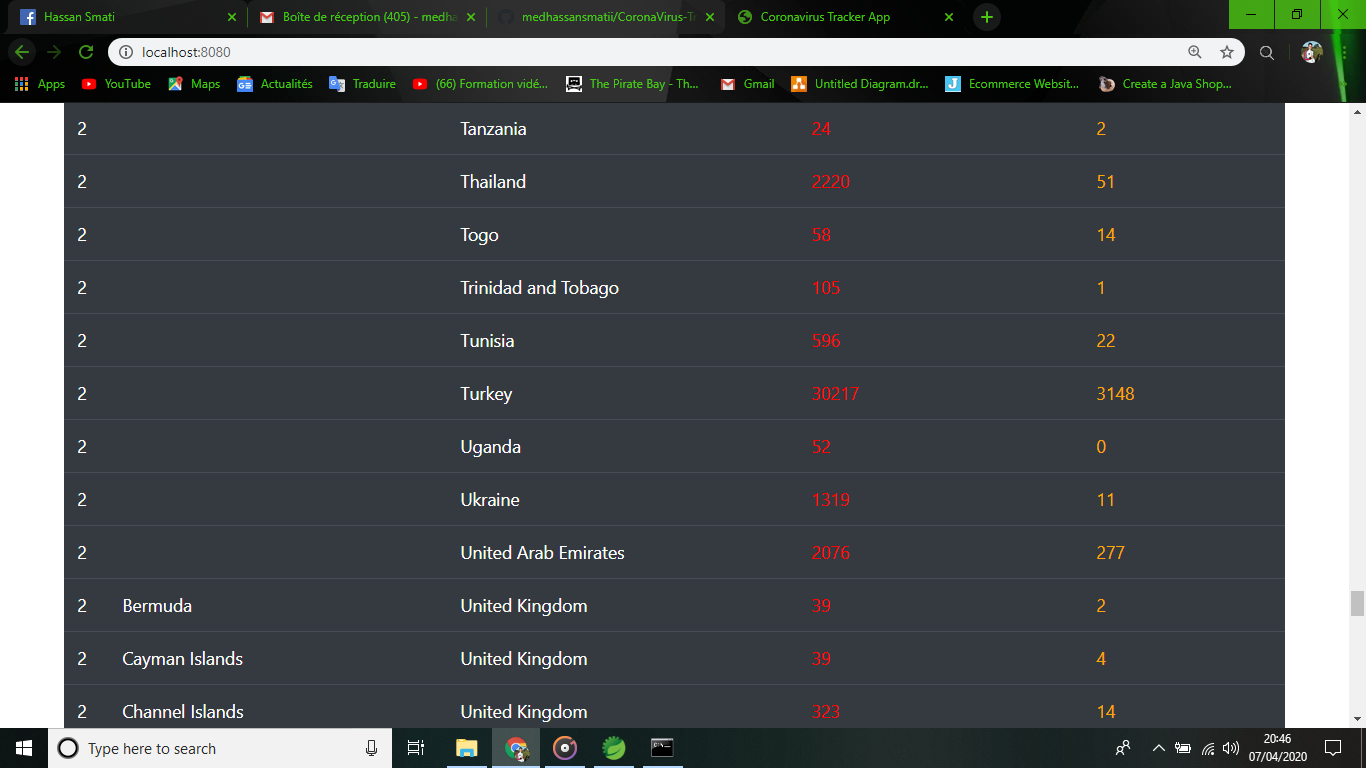 Hassan Smati
Boîte de réception (405) - medha
medhassansmatii/CoronaVirus-Tr
Coronavirus Tracker App
localhost:8080
Apps
YouTube
Maps
Actualités
Traduire
(66) Formation vidé...
The Pirate Bay - Th...
Gmail
Untitled Diagram.dr...
Ecommerce Websit...
Create a Java Shop...
2 Tanzania 24 2
2 Thailand 2220 51
2 Togo 58 14
2 Trinidad and Tobago 105 1
2 Tunisia 596 22
2 Turkey 30217 3148
2 Uganda 52 0
2 Ukraine 1319 11
2 United Arab Emirates 2076 277
2 Bermuda United Kingdom 39 2
2 Cayman Islands United Kingdom 39 4
2 Channel Islands United Kingdom 323 14
Type here to search
20:46
07/04/2020